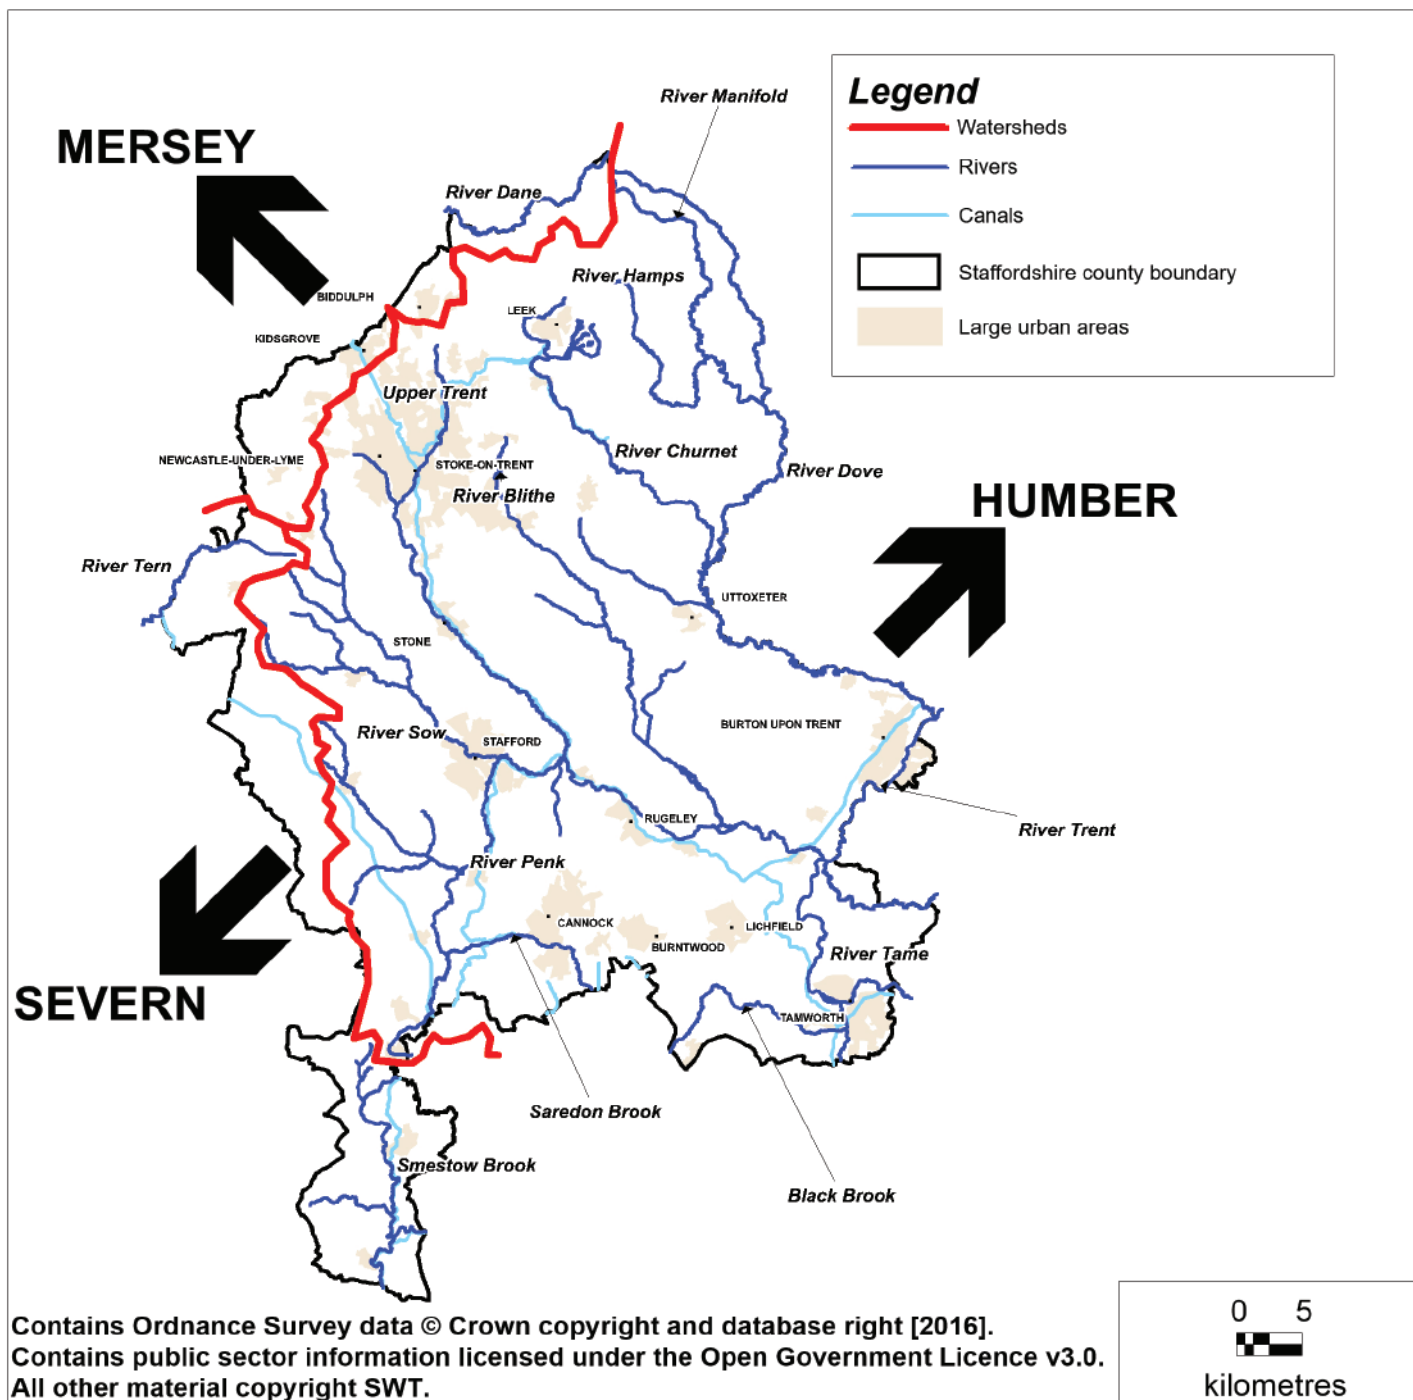 River Manifold
Legend
Watersheds
Rivers
Canals
Staffordshire county boundary
Large urban areas
MERSEY
River Dane
River Hamps
BIDDULPH
LEEK
KIDSGROVE
Upper Trent
River Churnet
NEWCASTLE-UNDER-LYME
STOKE-ON-TRENT
River Dove
River Blithe
HUMBER
River Tern
UTTOXETER
STONE
River Sow
STAFFORD
BURTON UPON TRENT
RUGELEY
River Trent
River Penk
CANNOCK
LICHFIELD
BURNTWOOD
River Tame
SEVERN
TAMWORTH
Saredon Brook
Smestow Brook
Black Brook
Contains Ordnance Survey data © Crown copyright and database right [2016].
Contains public sector information licensed under the Open Government Licence v3.0.
All other material copyright SWT.
0 5
kilometres